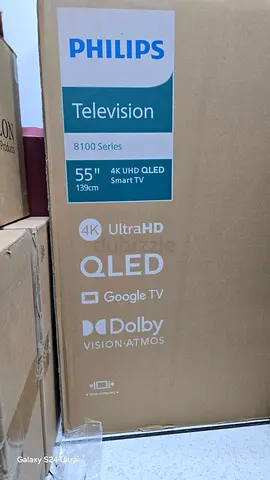 PHILIPS
Television
8100 Series
55" 4K UHD QLED
139cm Smart TV
4K UltraHD
dubizzle
QLED
Google TV
Dolby
VISION·ATMOS
Galaxy S24 Ultra